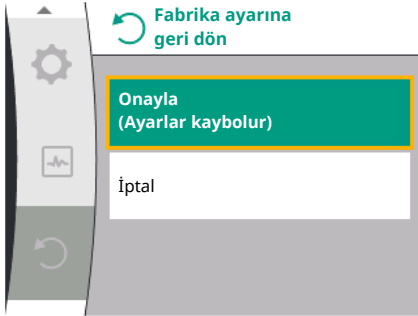 Fabrika ayarına
geri dön
Onayla
(Ayarlar kaybolur)
İptal